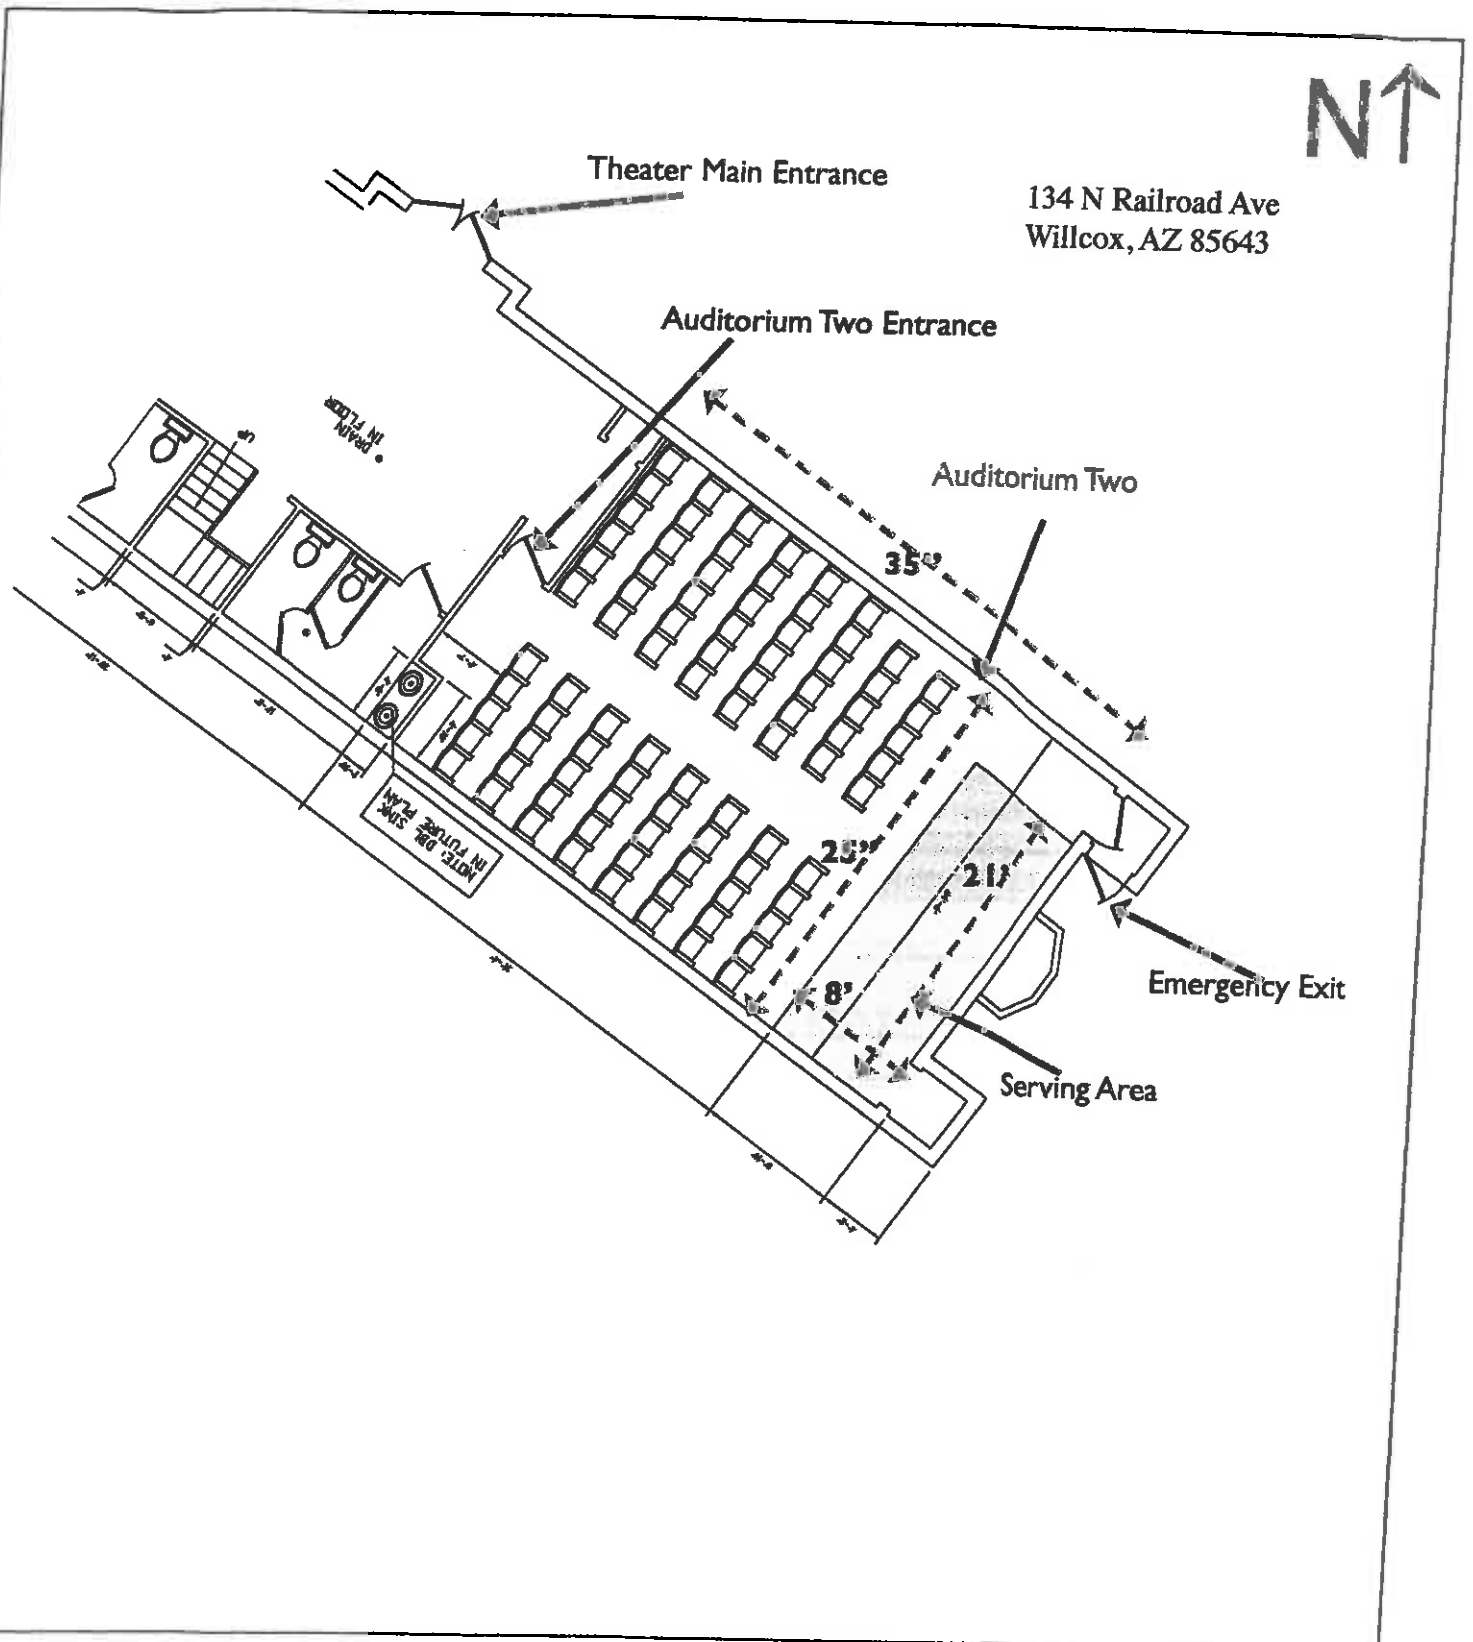 N
Theater Main Entrance
134 N Railroad Ave
Willcox, AZ 85643
Auditorium Two Entrance
DRAIN
IN FLOOR
UP
Auditorium Two
35"
25"
21'
8'
NOTE: DBL SINK
IN FUTURE PLAN
Emergency Exit
Serving Area